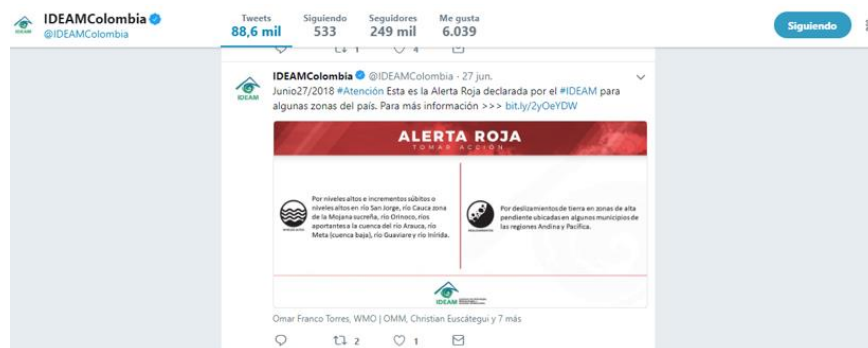 IDEAMColombia
@IDEAMColombia
Tweets
88,6 mil
Siguiendo
533
Seguidores
249 mil
Me gusta
6.039
Siguiendo
1
4
IDEAMColombia @IDEAMColombia - 27 jun.
Junio27/2018 #Atención Esta es la Alerta Roja declarada por el #IDEAM para
algunas zonas del país. Para más información >>> bit.ly/2yOeYDW
ALERTA ROJA
TOMAR ACCIÓN
Por niveles altos e incrementos súbitos o
niveles altos en río San Jorge, río Cauca zona
de la Mojana sucreña, río Orinoco, ríos
aportantes a la cuenca del río Arauca, río
Meta (cuenca baja), río Guaviare y río Inírida.
Por deslizamientos de tierra en zonas de alta
pendiente ubicadas en algunos municipios de
las regiones Andina y Pacífica.
IDEAM
Omar Franco Torres, WMO | OMM, Christian Euscátegui y 7 más
2
1